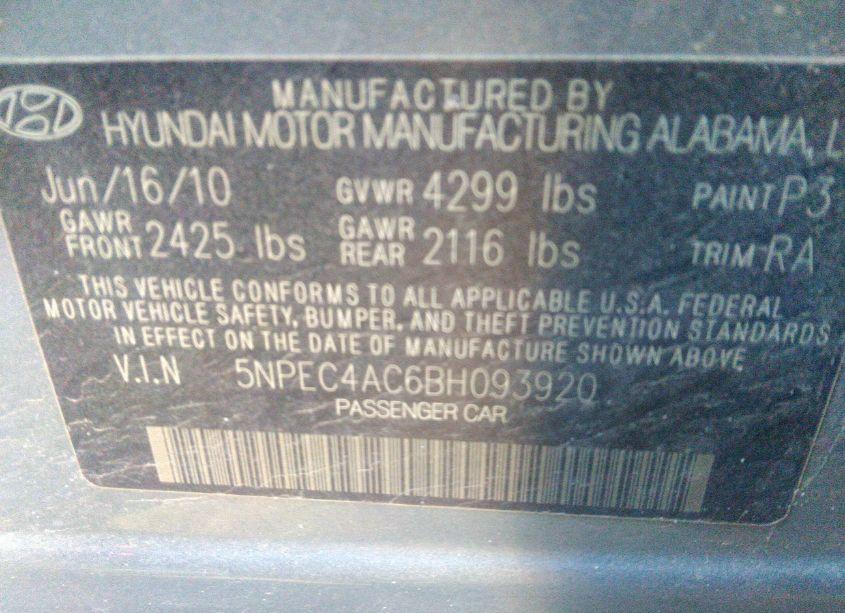 MANUFACTURED BY
HYUNDAI MOTOR MANUFACTURING ALABAMA, L
Jun/16/10 GVWR 4299 lbs PAINT P3
GAWR FRONT 2425 lbs GAWR REAR 2116 lbs TRIM RA
THIS VEHICLE CONFORMS TO ALL APPLICABLE U.S.A. FEDERAL
MOTOR VEHICLE SAFETY, BUMPER, AND THEFT PREVENTION STANDARDS
IN EFFECT ON THE DATE OF MANUFACTURE SHOWN ABOVE
V.I.N 5NPEC4AC6BH093920
PASSENGER CAR